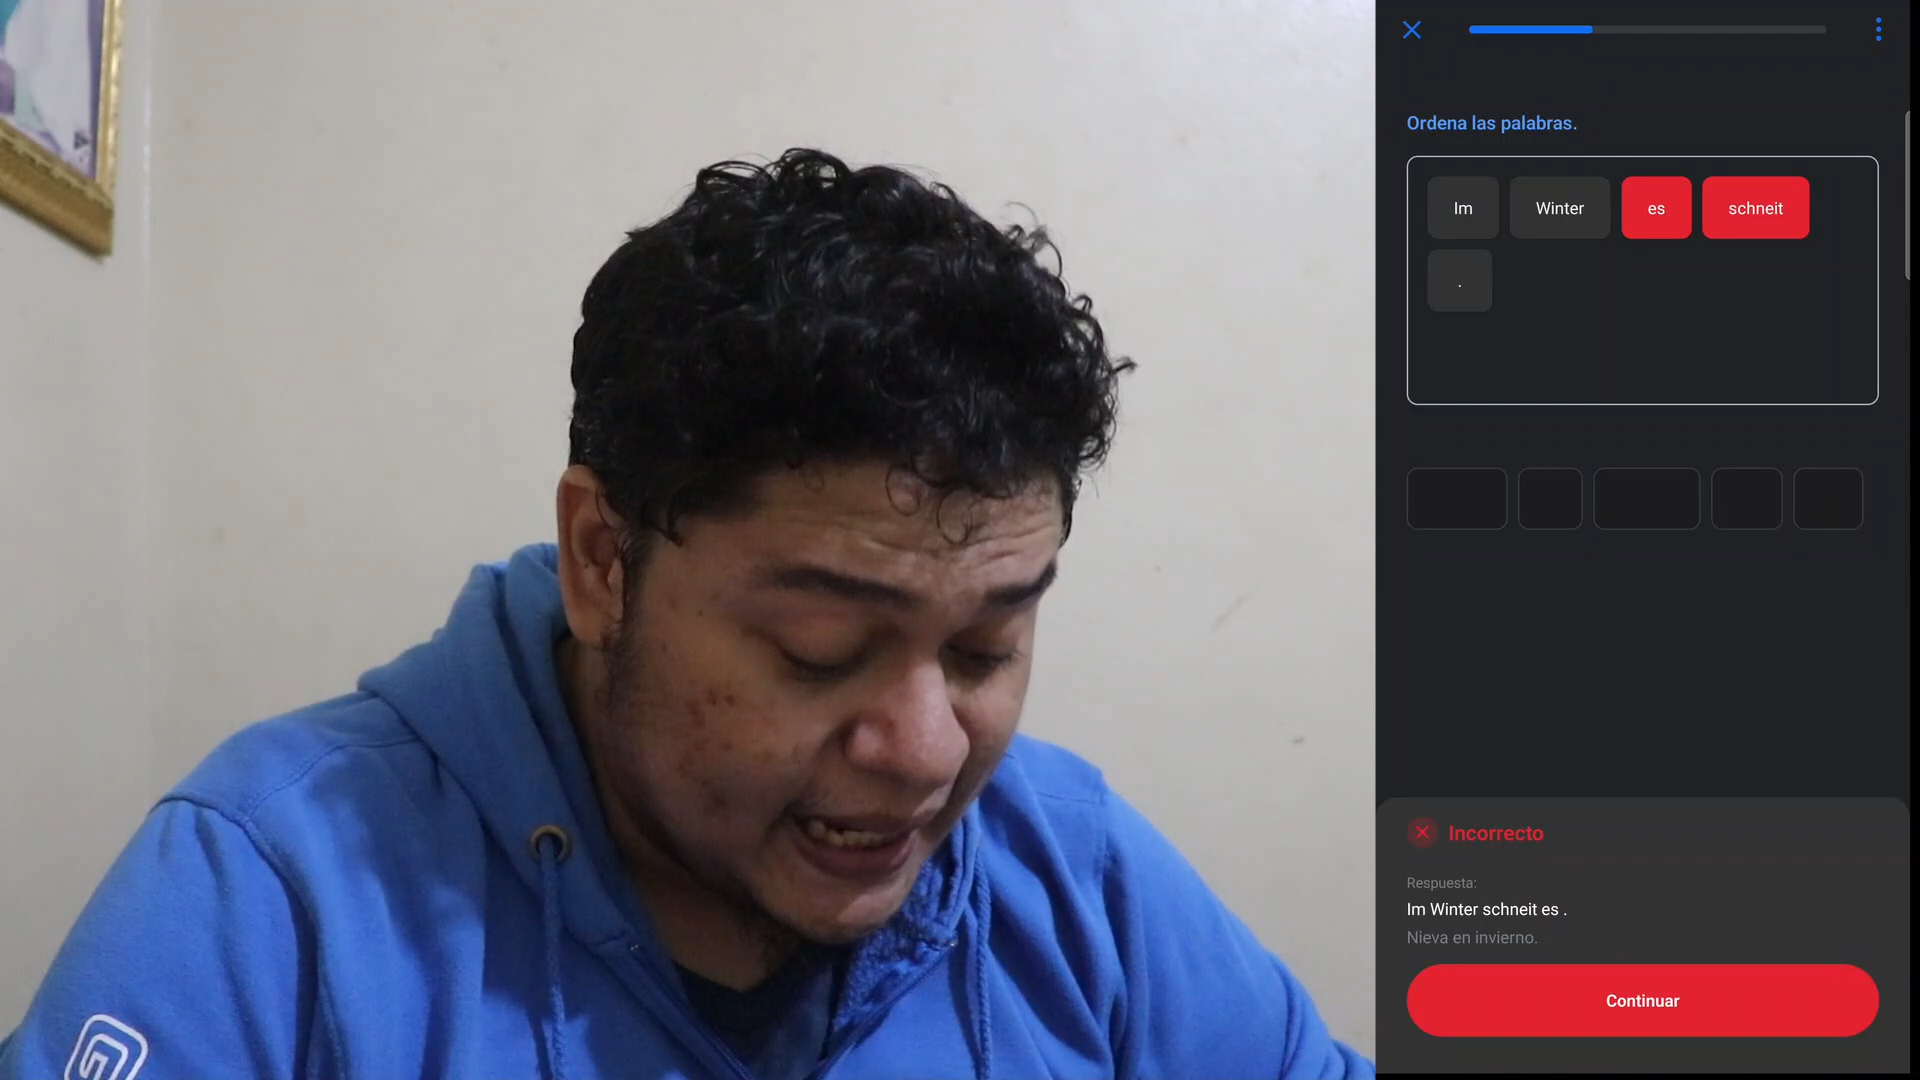 Ordena las palabras.
Im Winter es schneit
.
Incorrecto
Respuesta:
Im Winter schneit es .
Nieva en invierno.
Continuar